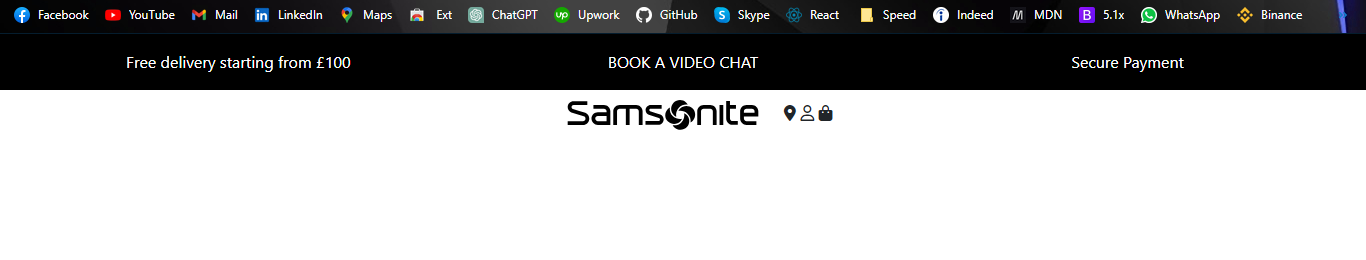 Facebook YouTube Mail LinkedIn Maps Ext ChatGPT Upwork GitHub Skype React Speed Indeed MDN 5.1x WhatsApp Binance
Free delivery starting from £100 BOOK A VIDEO CHAT Secure Payment
Samsonite